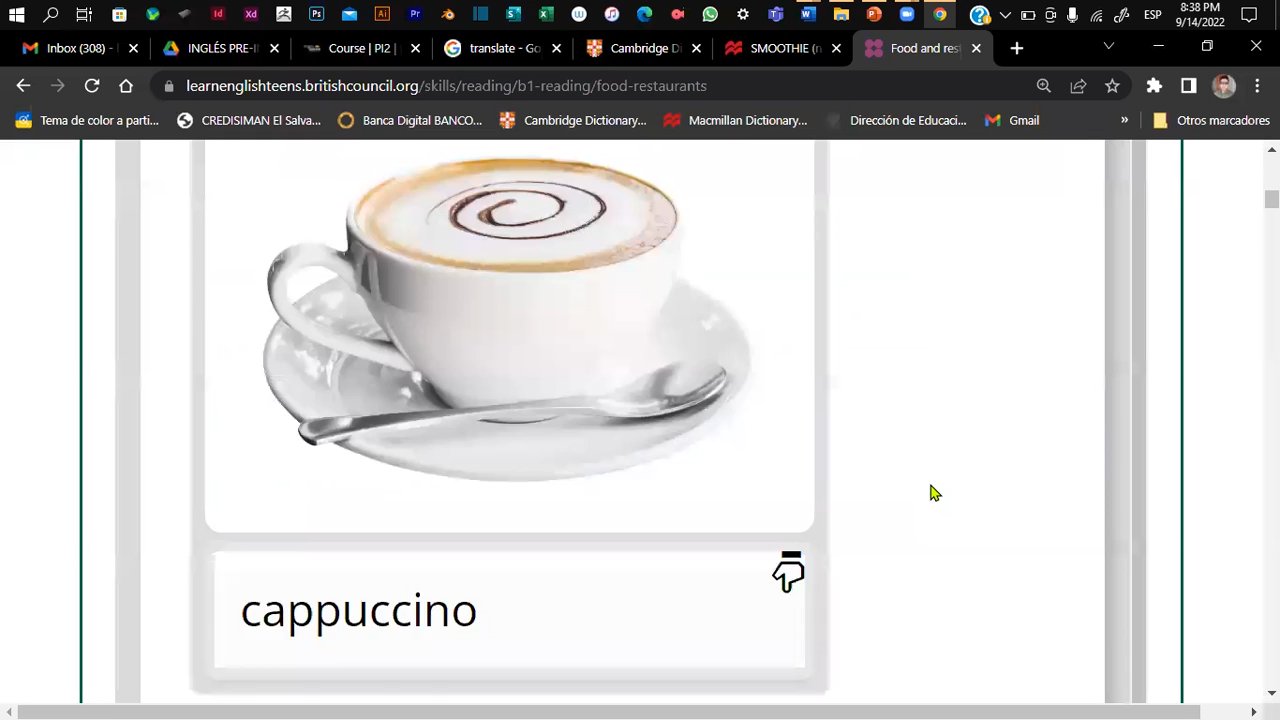 8:38 PM
ESP
9/14/2022
Inbox (308) -
INGLÉS PRE-I
Course | PI2 |
translate - Go
Cambridge D
SMOOTHIE (n
Food and res
learnenglishteens.britishcouncil.org/skills/reading/b1-reading/food-restaurants
Tema de color a parti...
CREDISIMAN El Salva...
Banca Digital BANCO...
Cambridge Dictionary...
Macmillan Dictionary...
Dirección de Educaci...
Gmail
»
Otros marcadores
cappuccino